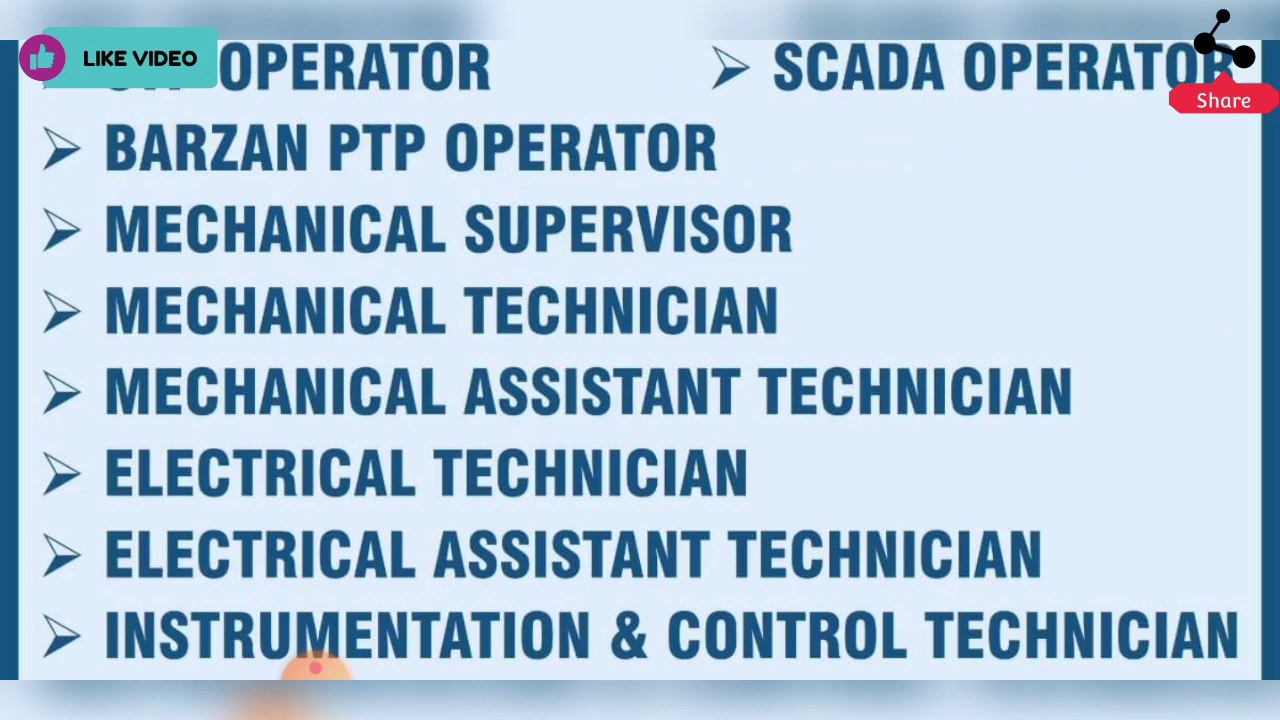 LIKE VIDEO
OPERATOR
SCADA OPERATOR
Share
BARZAN PTP OPERATOR
MECHANICAL SUPERVISOR
MECHANICAL TECHNICIAN
MECHANICAL ASSISTANT TECHNICIAN
ELECTRICAL TECHNICIAN
ELECTRICAL ASSISTANT TECHNICIAN
INSTRUMENTATION & CONTROL TECHNICIAN